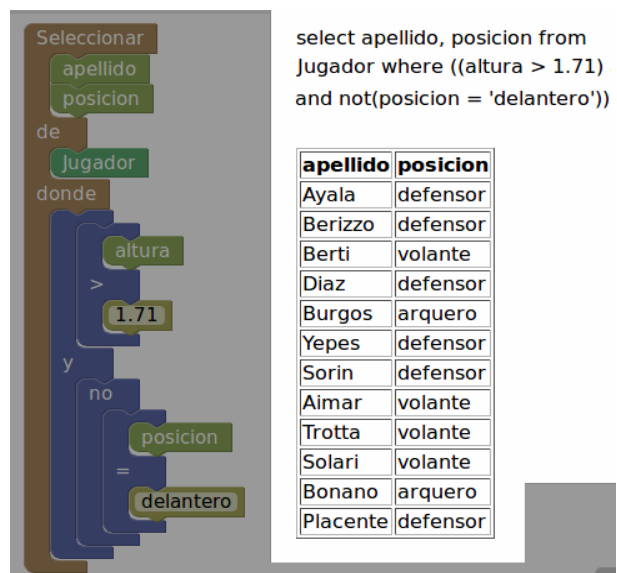 Seleccionar
apellido
posicion
de
Jugador
donde
altura
>
1.71
y
no
posicion
=
delantero
select apellido, posicion from
Jugador where ((altura > 1.71)
and not(posicion = 'delantero'))
apellido posicion
Ayala defensor
Berizzo defensor
Berti volante
Diaz defensor
Burgos arquero
Yepes defensor
Sorin defensor
Aimar volante
Trotta volante
Solari volante
Bonano arquero
Placente defensor